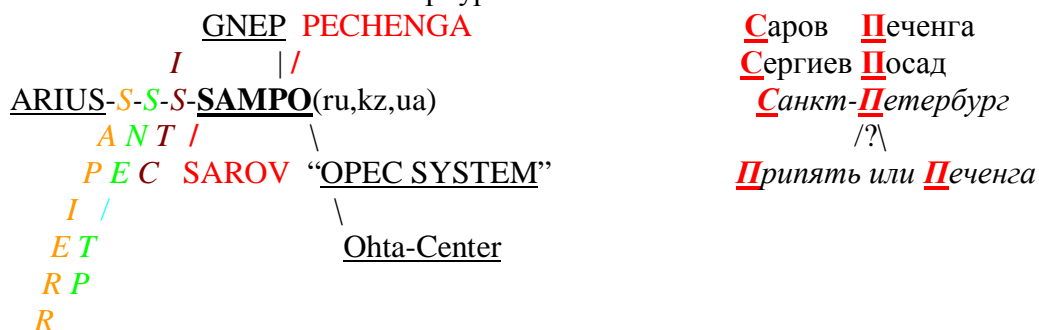 GNEP PECHENGA Саров Печенга
I | / Сергиев Посад
ARIUS-S-S-S-SAMPO(ru,kz,ua) Санкт-Петербург
A N T / \ /?\
P E C SAROV “OPEC SYSTEM” Припять или Печенга
I / \
E T Ohta-Center
R P
R